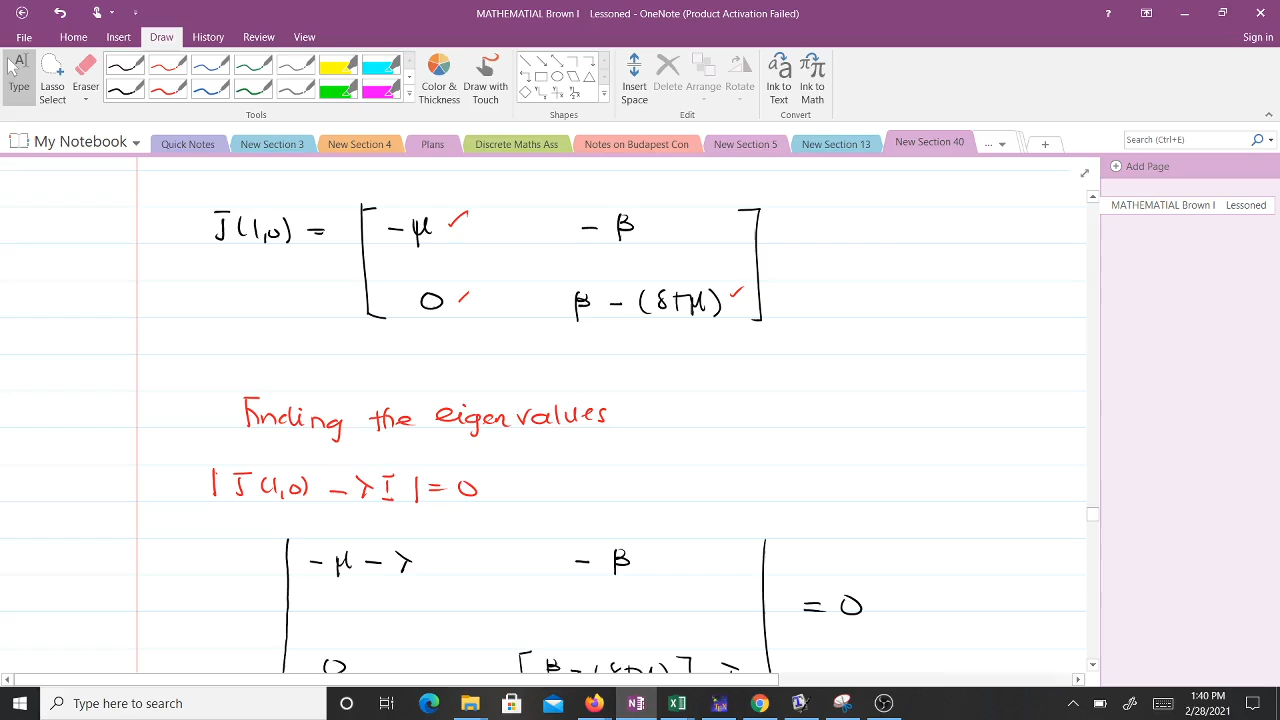 MATHEMATIAL Brown I Lessoned - OneNote (Product Activation Failed)
File Home Insert Draw History Review View Sign in
Type
Lasso Select
Eraser
Color & Thickness
Draw with Touch
Insert Space
Delete
Arrange
Rotate
Ink to Text
Ink to Math
Tools Shapes Edit Convert
My Notebook Quick Notes New Section 3 New Section 4 Plans Discrete Maths Ass Notes on Budapest Con New Section 5 New Section 13 New Section 40 ... Search (Ctrl+E)
Add Page
MATHEMATIAL Brown I Lessoned
J(1,0) = [ -μ ✓ -β
0 β - (δ+μ) ✓ ]
Finding the eigenvalues
| J(1,0) - λI | = 0
| -μ - λ -β | = 0
0 [β - (δ+μ)] - λ
Type here to search
1:40 PM
2/28/2021